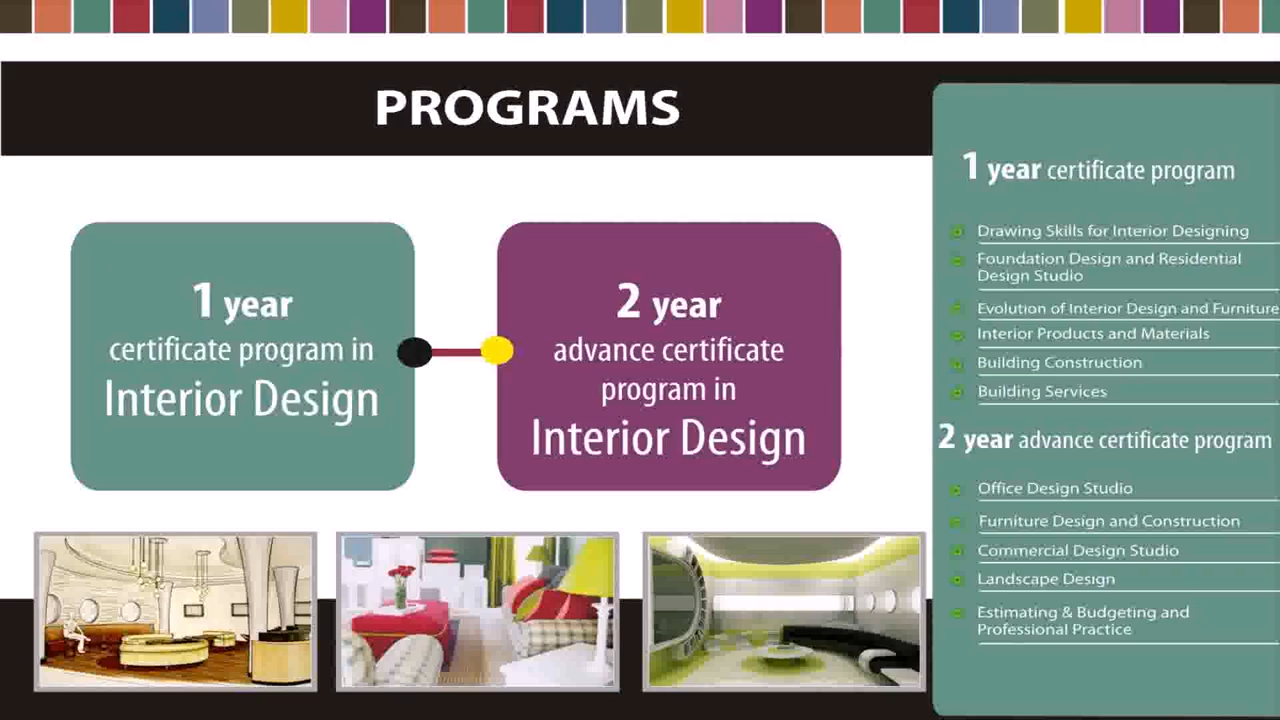 PROGRAMS
1 year
certificate program in
Interior Design
2 year
advance certificate
program in
Interior Design
1 year certificate program
Drawing Skills for Interior Designing
Foundation Design and Residential
Design Studio
Evolution of Interior Design and Furniture
Interior Products and Materials
Building Construction
Building Services
2 year advance certificate program
Office Design Studio
Furniture Design and Construction
Commercial Design Studio
Landscape Design
Estimating & Budgeting and
Professional Practice